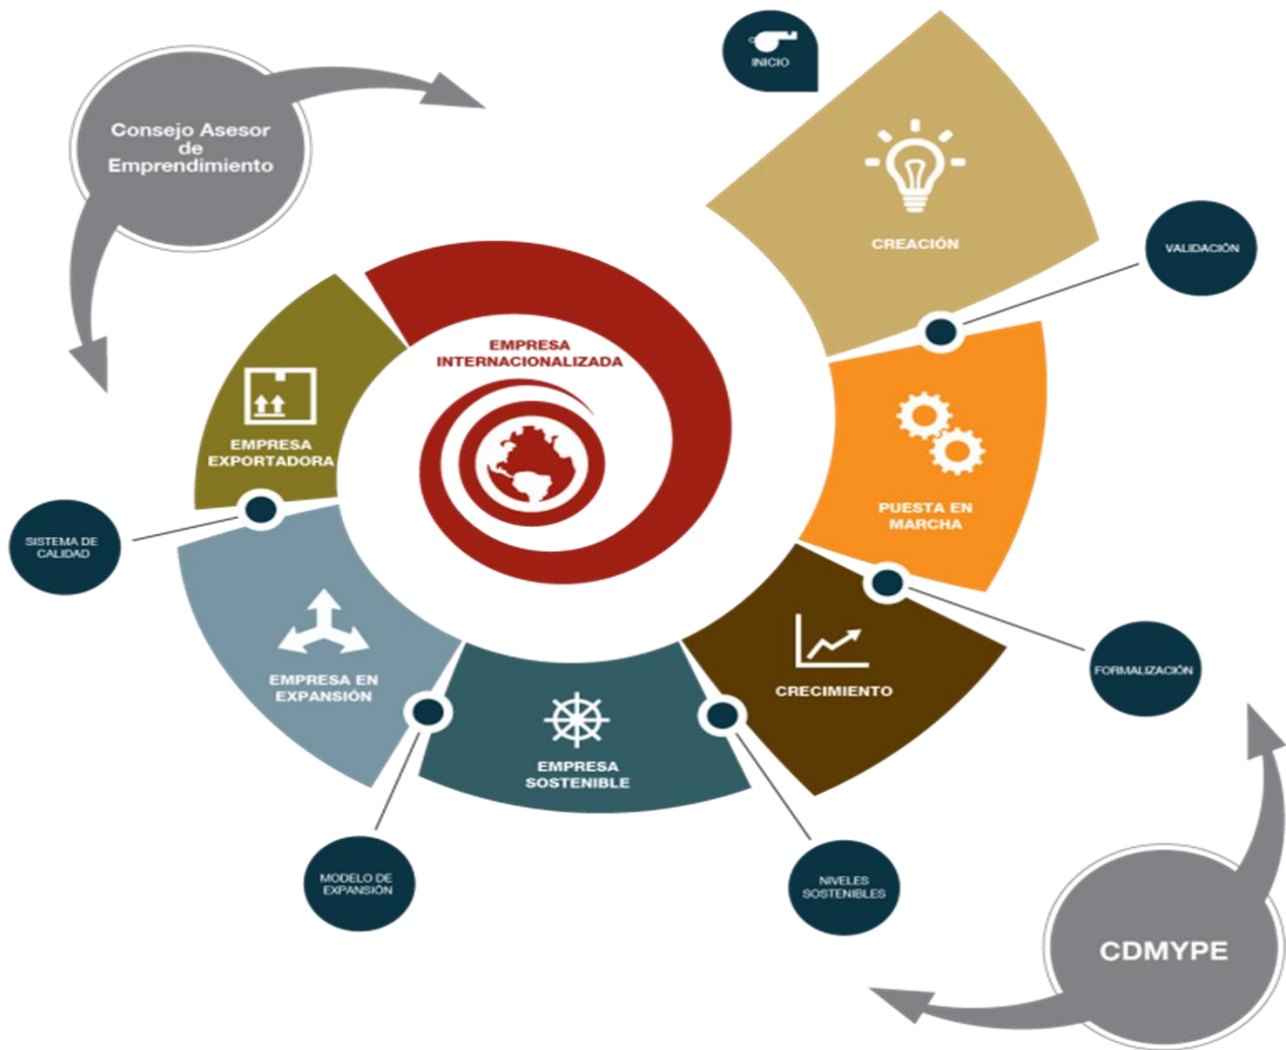 INICIO
Consejo Asesor
de
Emprendimiento
CREACIÓN
VALIDACIÓN
EMPRESA
INTERNACIONALIZADA
EMPRESA
EXPORTADORA
PUESTA EN
MARCHA
SISTEMA DE
CALIDAD
EMPRESA EN
EXPANSIÓN
CRECIMIENTO
FORMALIZACIÓN
EMPRESA
SOSTENIBLE
MODELO DE
EXPANSIÓN
NIVELES
SOSTENIBLES
CDMYPE